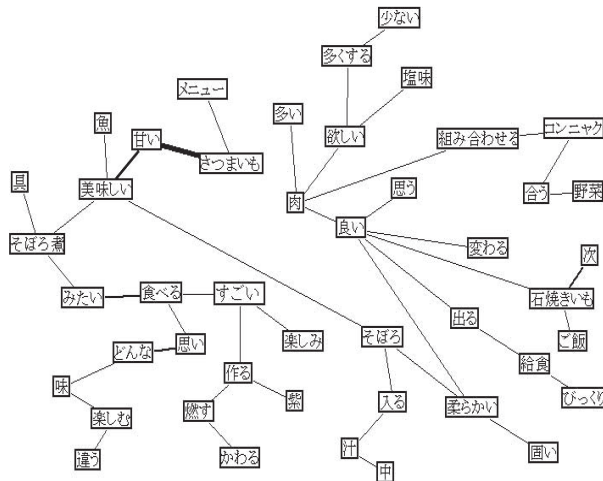 少ない
多くする
塩味
メニュー
多い
魚
甘い
欲しい
組み合わせる
コンニャク
さつまいも
具
美味しい
思う
合う
野菜
肉
良い
そぼろ煮
変わる
次
みたい
食べる
すごい
石焼きいも
出る
楽しみ
そぼろ
ご飯
どんな
思い
給食
作る
味
紫
入る
柔らかい
びっくり
楽しむ
燃す
汁
固い
違う
かわる
中